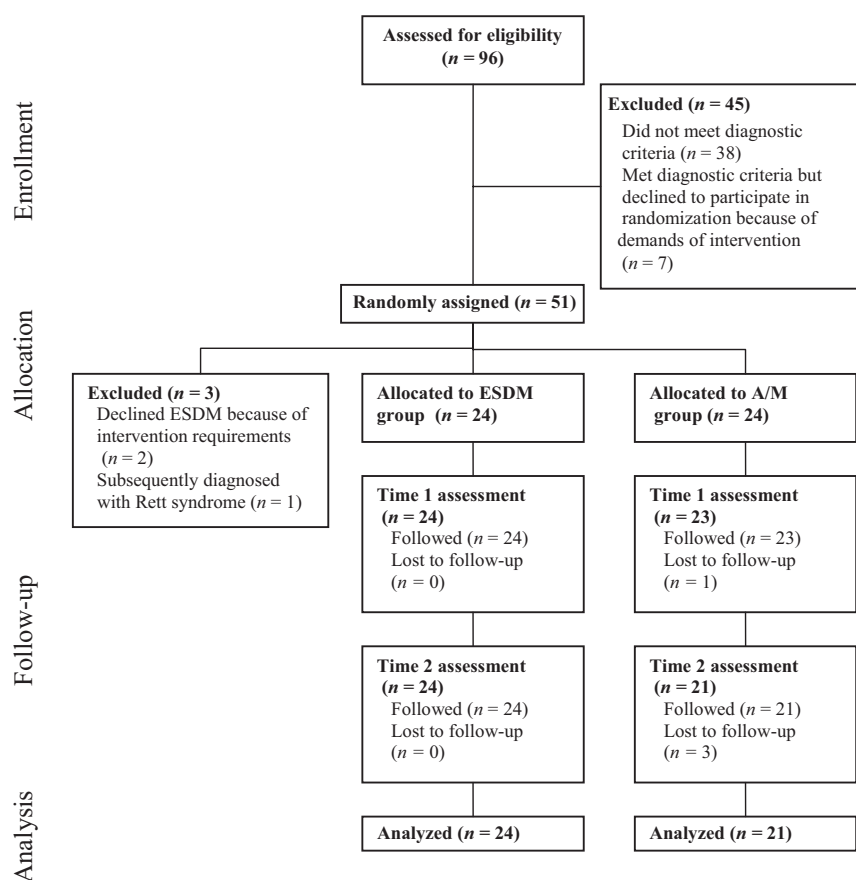 Enrollment
Assessed for eligibility
(n = 96)
Excluded (n = 45)
Did not meet diagnostic
criteria (n = 38)
Met diagnostic criteria but
declined to participate in
randomization because of
demands of intervention
(n = 7)
Randomly assigned (n = 51)
Allocation
Excluded (n = 3)
Declined ESDM because of
intervention requirements
(n = 2)
Subsequently diagnosed
with Rett syndrome (n = 1)
Allocated to ESDM
group (n = 24)
Allocated to A/M
group (n = 24)
Follow-up
Time 1 assessment
(n = 24)
Followed (n = 24)
Lost to follow-up
(n = 0)
Time 1 assessment
(n = 23)
Followed (n = 23)
Lost to follow-up
(n = 1)
Time 2 assessment
(n = 24)
Followed (n = 24)
Lost to follow-up
(n = 0)
Time 2 assessment
(n = 21)
Followed (n = 21)
Lost to follow-up
(n = 3)
Analysis
Analyzed (n = 24)
Analyzed (n = 21)